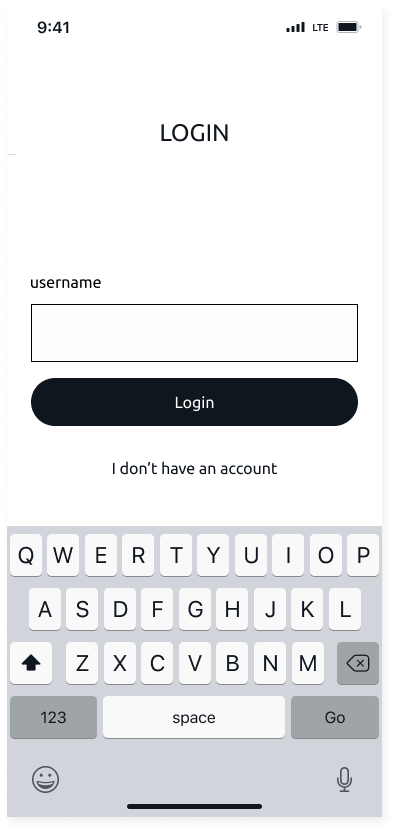 9:41 LTE
LOGIN
username
Login
I don't have an account
Q W E R T Y U I O P
A S D F G H J K L
Z X C V B N M
123 space Go